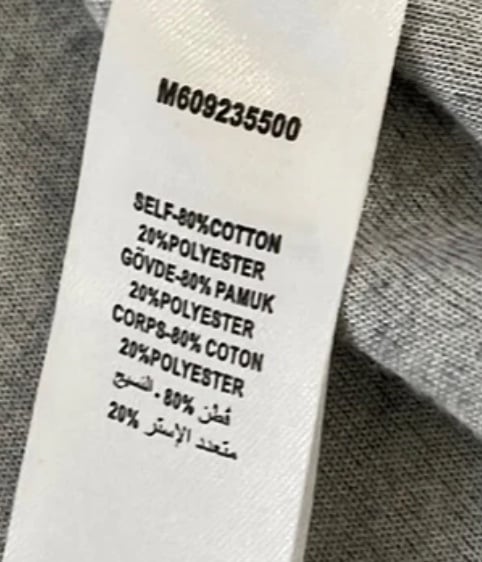 M609235500
SELF-80%COTTON
20%POLYESTER
GÖVDE-80% PAMUK
20%POLYESTER
CORPS-80% COTON
20%POLYESTER
قطن 80% - النسيج
متعدد الإستر 20%